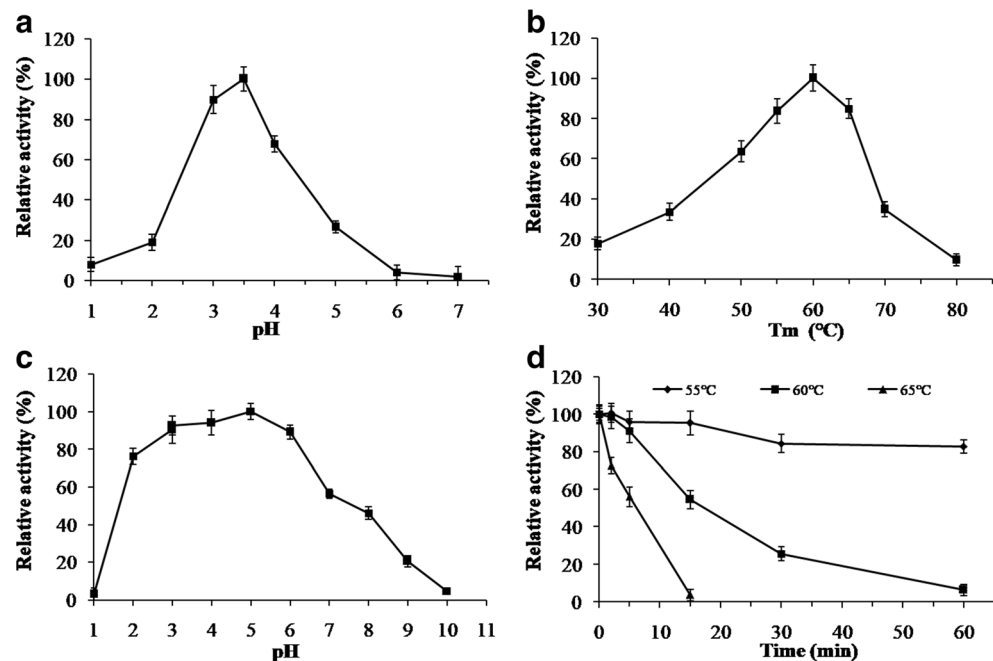 a
Relative activity (%)
120
100
80
60
40
20
0
1 2 3 4 5 6 7
pH
b
Relative activity (%)
120
100
80
60
40
20
0
30 40 50 60 70 80
Tm (℃)
c
Relative activity (%)
120
100
80
60
40
20
0
1 2 3 4 5 6 7 8 9 10 11
pH
d
Relative activity (%)
55℃ 60℃ 65℃
120
100
80
60
40
20
0
0 10 20 30 40 50 60
Time (min)